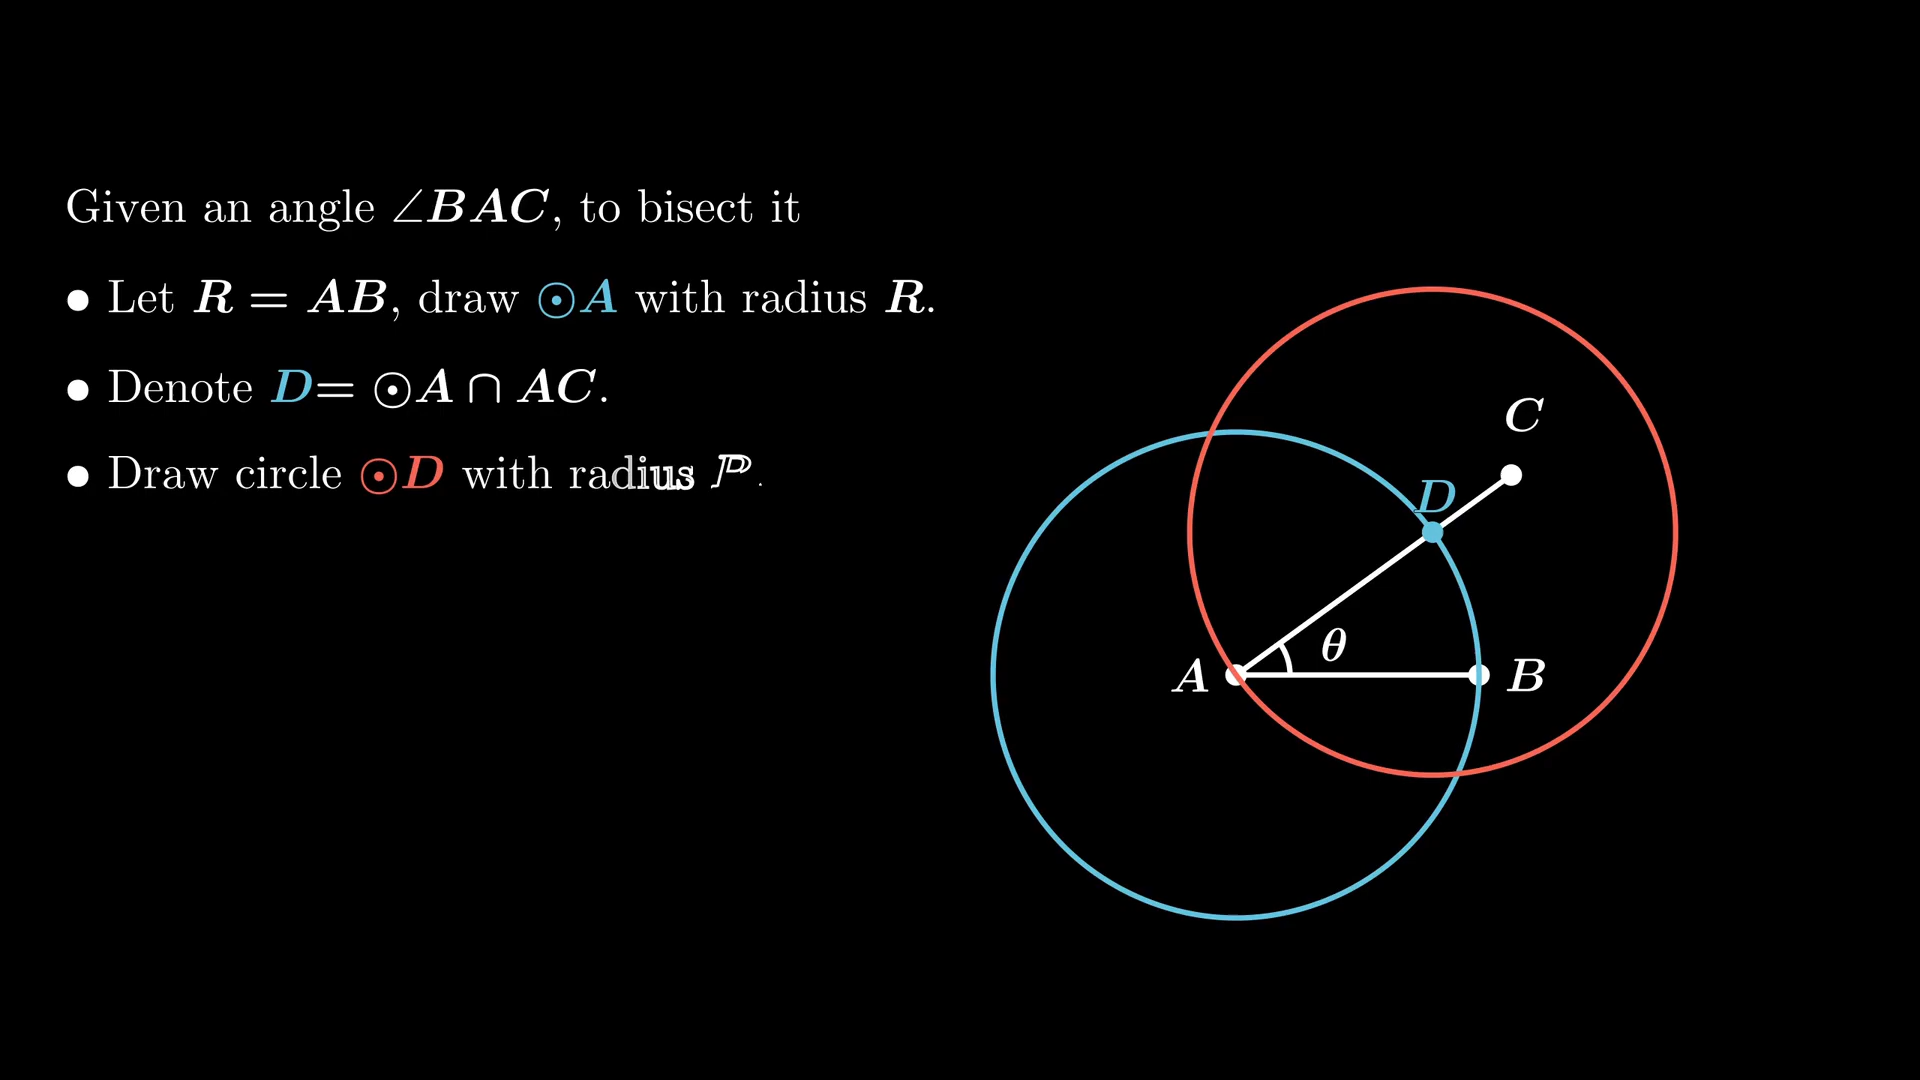 Given an angle ∠BAC, to bisect it
• Let R = AB, draw ⊙A with radius R.
• Denote D= ⊙A ∩ AC.
• Draw circle ⊙D with radius .
C
D
θ
A
B